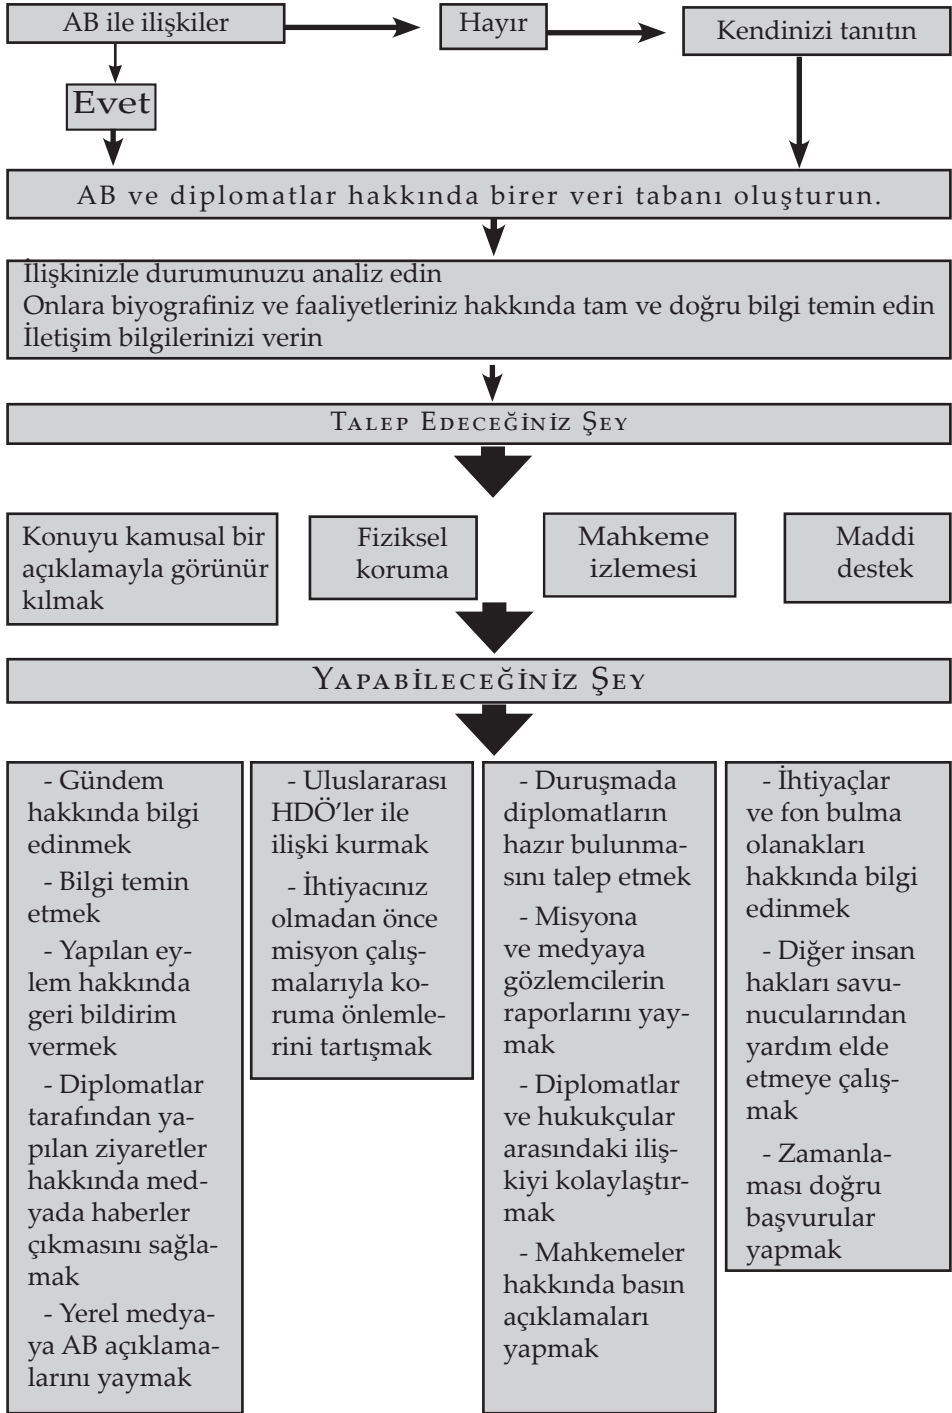 AB ile ilişkiler
Hayır
Kendinizi tanıtın
Evet
AB ve diplomatlar hakkında birer veri tabanı oluşturun.
İlişkinizle durumunuzu analiz edin
Onlara biyografiniz ve faaliyetleriniz hakkında tam ve doğru bilgi temin edin
İletişim bilgilerinizi verin
Talep Edeceğiniz Şey
Konuyu kamusal bir
açıklamayla görünür
kılmak
Fiziksel
koruma
Mahkeme
izlemesi
Maddi
destek
Yapabileceğiniz Şey
- Gündem
hakkında bilgi
edinmek
- Bilgi temin
etmek
- Yapılan ey-
lem hakkında
geri bildirim
vermek
- Diplomatlar
tarafından ya-
pılan ziyaretler
hakkında med-
yada haberler
çıkmasını sağla-
mak
- Yerel medya-
ya AB açıklama-
larını yaymak
- Uluslararası
HDÖ'ler ile
ilişki kurmak
- İhtiyacınız
olmadan önce
misyon çalış-
malarıyla ko-
ruma önlemle-
rini tartışmak
- Duruşmada
diplomatların
hazır bulunma-
sını talep etmek
- Misyona
ve medyaya
gözlemcilerin
raporlarını yay-
mak
- Diplomatlar
ve hukukçular
arasındaki iliş-
kiyi kolaylaştır-
mak
- Mahkemeler
hakkında basın
açıklamaları
yapmak
- İhtiyaçlar
ve fon bulma
olanakları
hakkında bilgi
edinmek
- Diğer insan
hakları savu-
nucularından
yardım elde
etmeye çalış-
mak
- Zamanla-
ması doğru
başvurular
yapmak